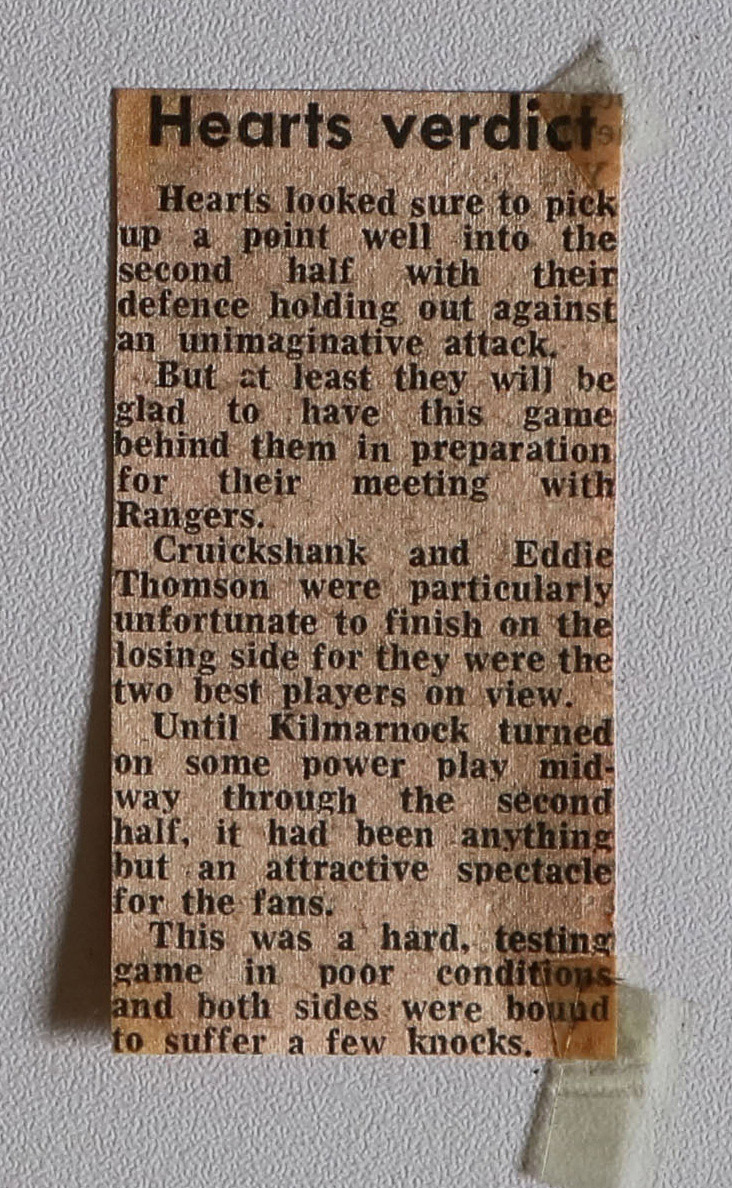 Hearts verdict
Hearts looked sure to pick
up a point well into the
second half with their
defence holding out against
an unimaginative attack.
But at least they will be
glad to have this game
behind them in preparation
for their meeting with
Rangers.
Cruickshank and Eddie
Thomson were particularly
unfortunate to finish on the
losing side for they were the
two best players on view.
Until Kilmarnock turned
on some power play mid-
way through the second
half, it had been anything
but an attractive spectacle
for the fans.
This was a hard, testing
game in poor conditions
and both sides were bound
to suffer a few knocks.